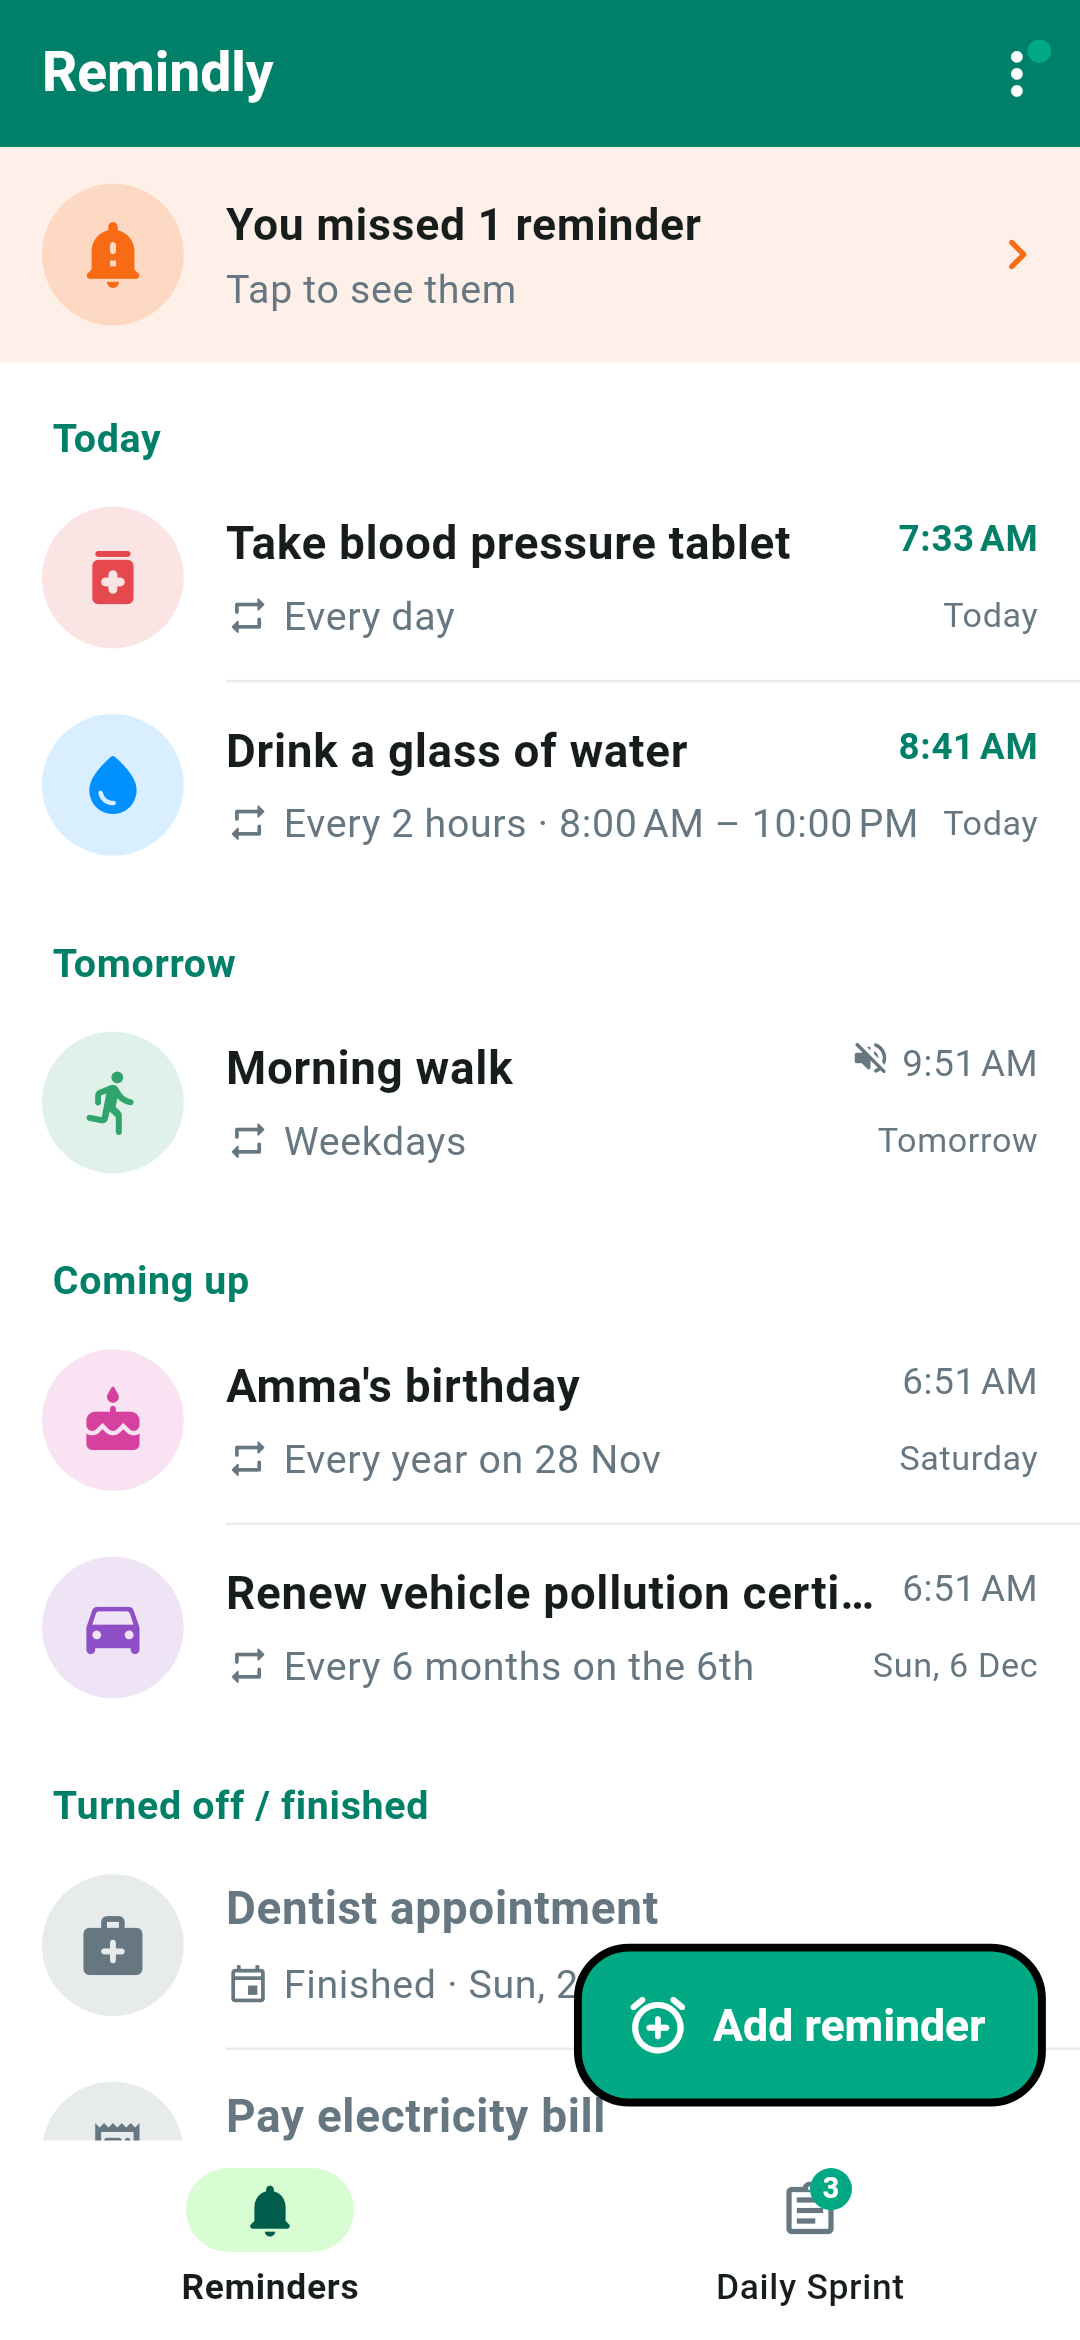 Remindly
You missed 1 reminder
Tap to see them
Today
Take blood pressure tablet
7:33 AM
Every day
Today
Drink a glass of water
8:41 AM
Every 2 hours · 8:00 AM – 10:00 PM
Today
Tomorrow
Morning walk
9:51 AM
Weekdays
Tomorrow
Coming up
Amma's birthday
6:51 AM
Every year on 28 Nov
Saturday
Renew vehicle pollution certi…
6:51 AM
Every 6 months on the 6th
Sun, 6 Dec
Turned off / finished
Dentist appointment
Finished · Sun, 2
Add reminder
Pay electricity bill
3
Reminders
Daily Sprint